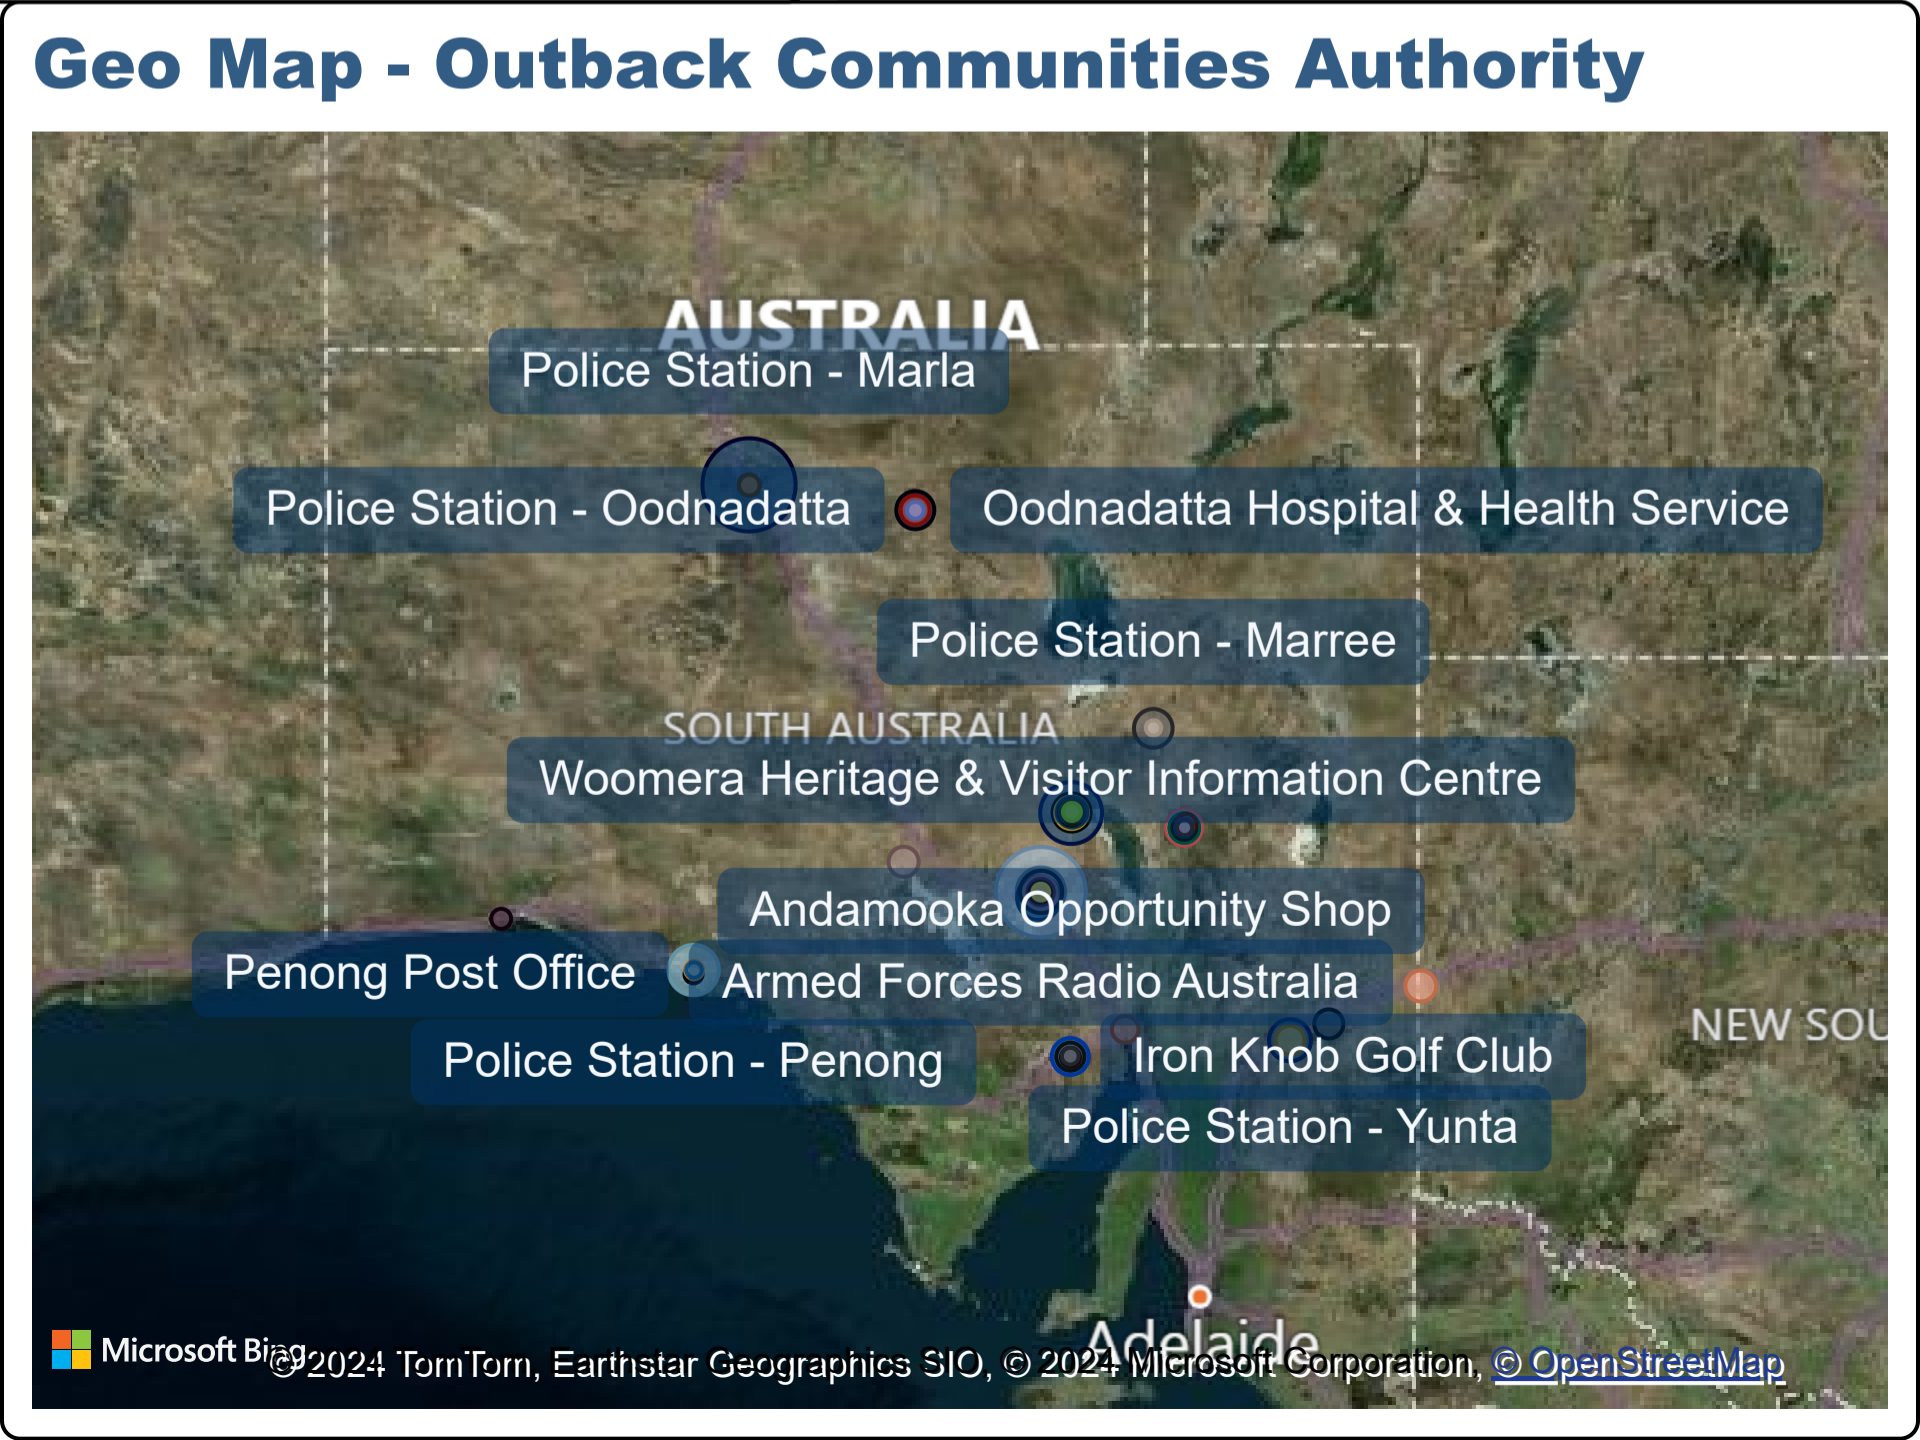 Geo Map - Outback Communities Authority
AUSTRALIA
Police Station - Marla
Police Station - Oodnadatta
Oodnadatta Hospital & Health Service
Police Station - Marree
SOUTH AUSTRALIA
Woomera Heritage & Visitor Information Centre
Andamooka Opportunity Shop
Penong Post Office
Armed Forces Radio Australia
NEW SOU
Police Station - Penong
Iron Knob Golf Club
Police Station - Yunta
Adelaide
Microsoft Bing
© 2024 TomTom, Earthstar Geographics SIO, © 2024 Microsoft Corporation, © OpenStreetMap